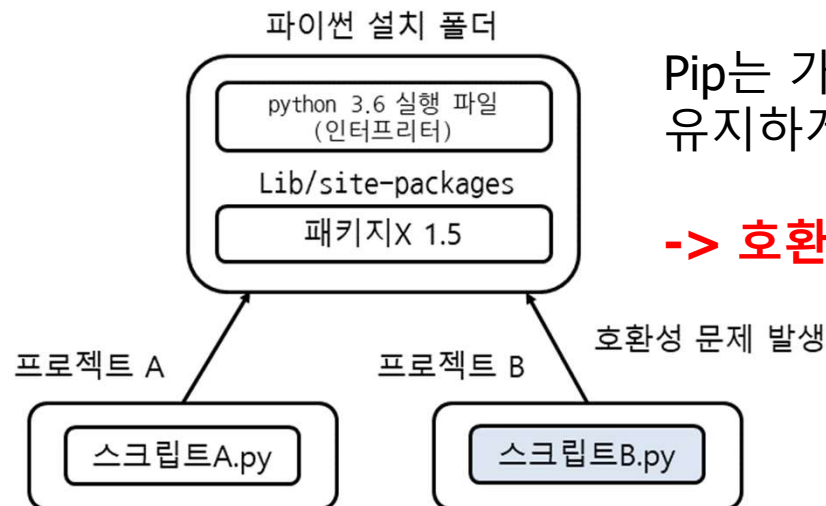 파이썬 설치 폴더
python 3.6 실행 파일
(인터프리터)
Lib/site-packages
패키지X 1.5
Pip는 가
유지하
-> 호환
호환성 문제 발생
프로젝트 A
프로젝트 B
스크립트A.py
스크립트B.py